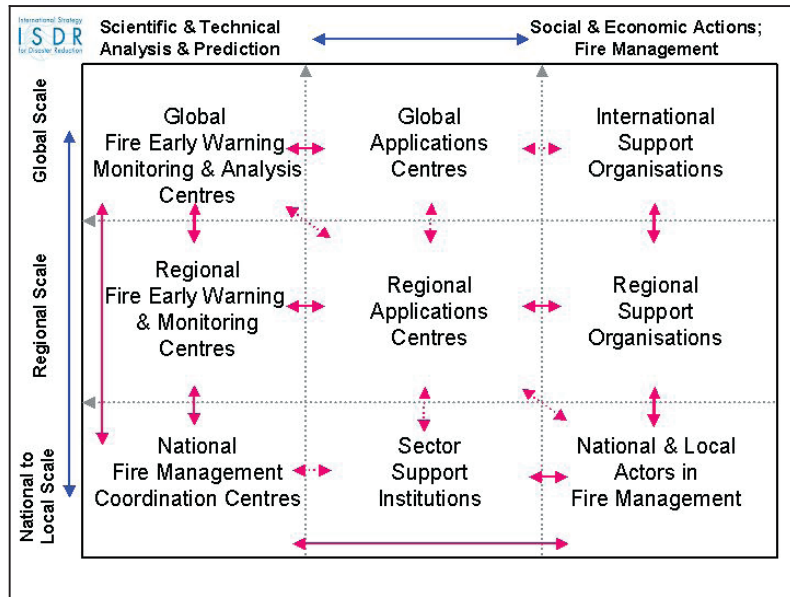 International Strategy
ISDR
for Disaster Reduction
Scientific & Technical
Analysis & Prediction
Social & Economic Actions;
Fire Management
Global Scale
Global
Fire Early Warning
Monitoring & Analysis
Centres
Global
Applications
Centres
International
Support
Organisations
Regional Scale
Regional
Fire Early Warning
& Monitoring
Centres
Regional
Applications
Centres
Regional
Support
Organisations
National to
Local Scale
National
Fire Management
Coordination Centres
Sector
Support
Institutions
National & Local
Actors in
Fire Management